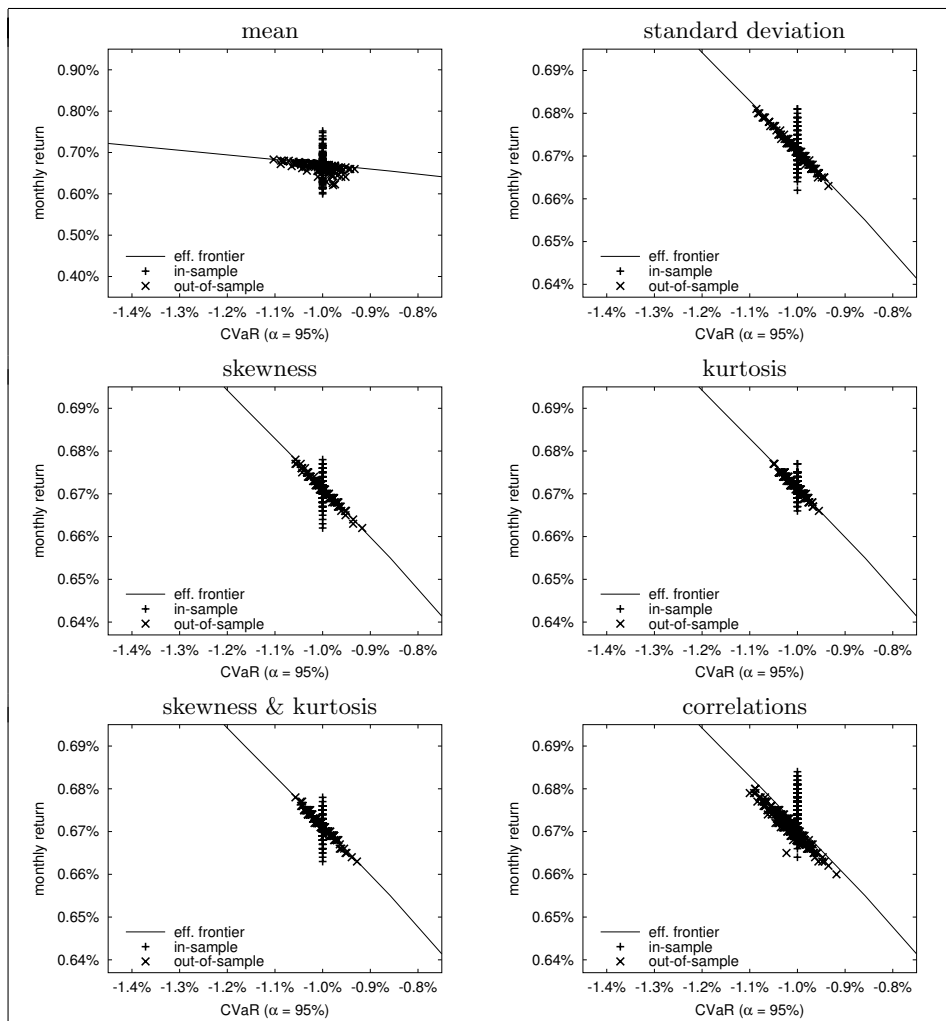 mean
0.90%
0.80%
0.70%
0.60%
0.50%
0.40%
monthly return
eff. frontier
in-sample
out-of-sample
-1.4% -1.3% -1.2% -1.1% -1.0% -0.9% -0.8%
CVaR (α = 95%)
standard deviation
0.69%
0.68%
0.67%
0.66%
0.65%
0.64%
monthly return
eff. frontier
in-sample
out-of-sample
-1.4% -1.3% -1.2% -1.1% -1.0% -0.9% -0.8%
CVaR (α = 95%)
skewness
0.69%
0.68%
0.67%
0.66%
0.65%
0.64%
monthly return
eff. frontier
in-sample
out-of-sample
-1.4% -1.3% -1.2% -1.1% -1.0% -0.9% -0.8%
CVaR (α = 95%)
kurtosis
0.69%
0.68%
0.67%
0.66%
0.65%
0.64%
monthly return
eff. frontier
in-sample
out-of-sample
-1.4% -1.3% -1.2% -1.1% -1.0% -0.9% -0.8%
CVaR (α = 95%)
skewness & kurtosis
0.69%
0.68%
0.67%
0.66%
0.65%
0.64%
monthly return
eff. frontier
in-sample
out-of-sample
-1.4% -1.3% -1.2% -1.1% -1.0% -0.9% -0.8%
CVaR (α = 95%)
correlations
0.69%
0.68%
0.67%
0.66%
0.65%
0.64%
monthly return
eff. frontier
in-sample
out-of-sample
-1.4% -1.3% -1.2% -1.1% -1.0% -0.9% -0.8%
CVaR (α = 95%)